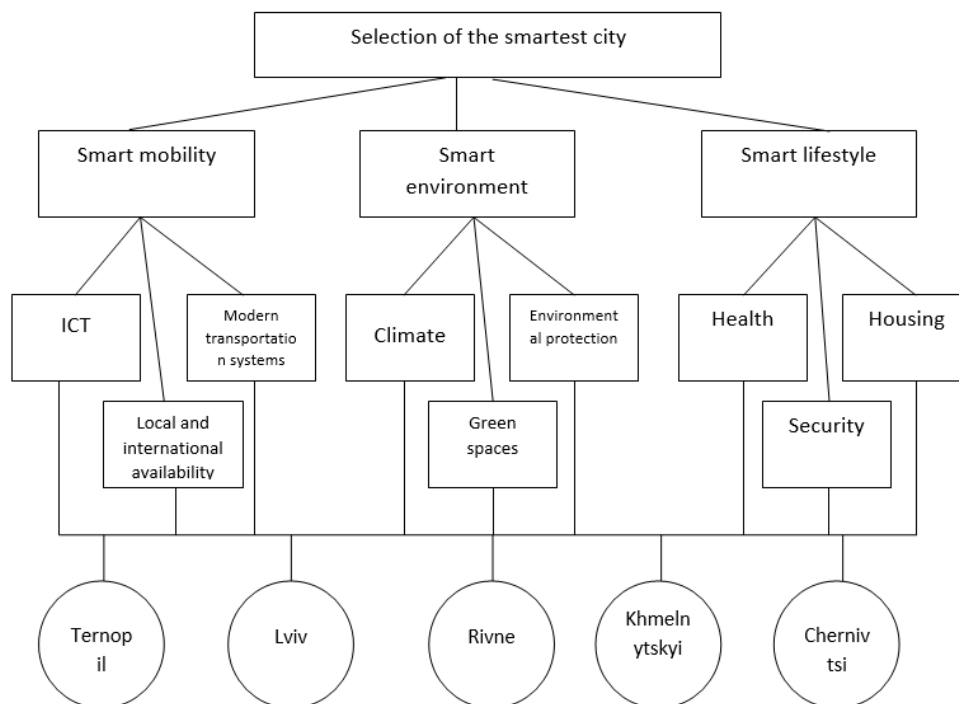 Selection of the smartest city
Smart mobility
Smart
environment
Smart lifestyle
ICT
Modern
transportatio
n systems
Local and
international
availability
Climate
Environment
al protection
Green
spaces
Health
Housing
Security
Ternop
il
Lviv
Rivne
Khmeln
ytskyi
Cherniv
tsi